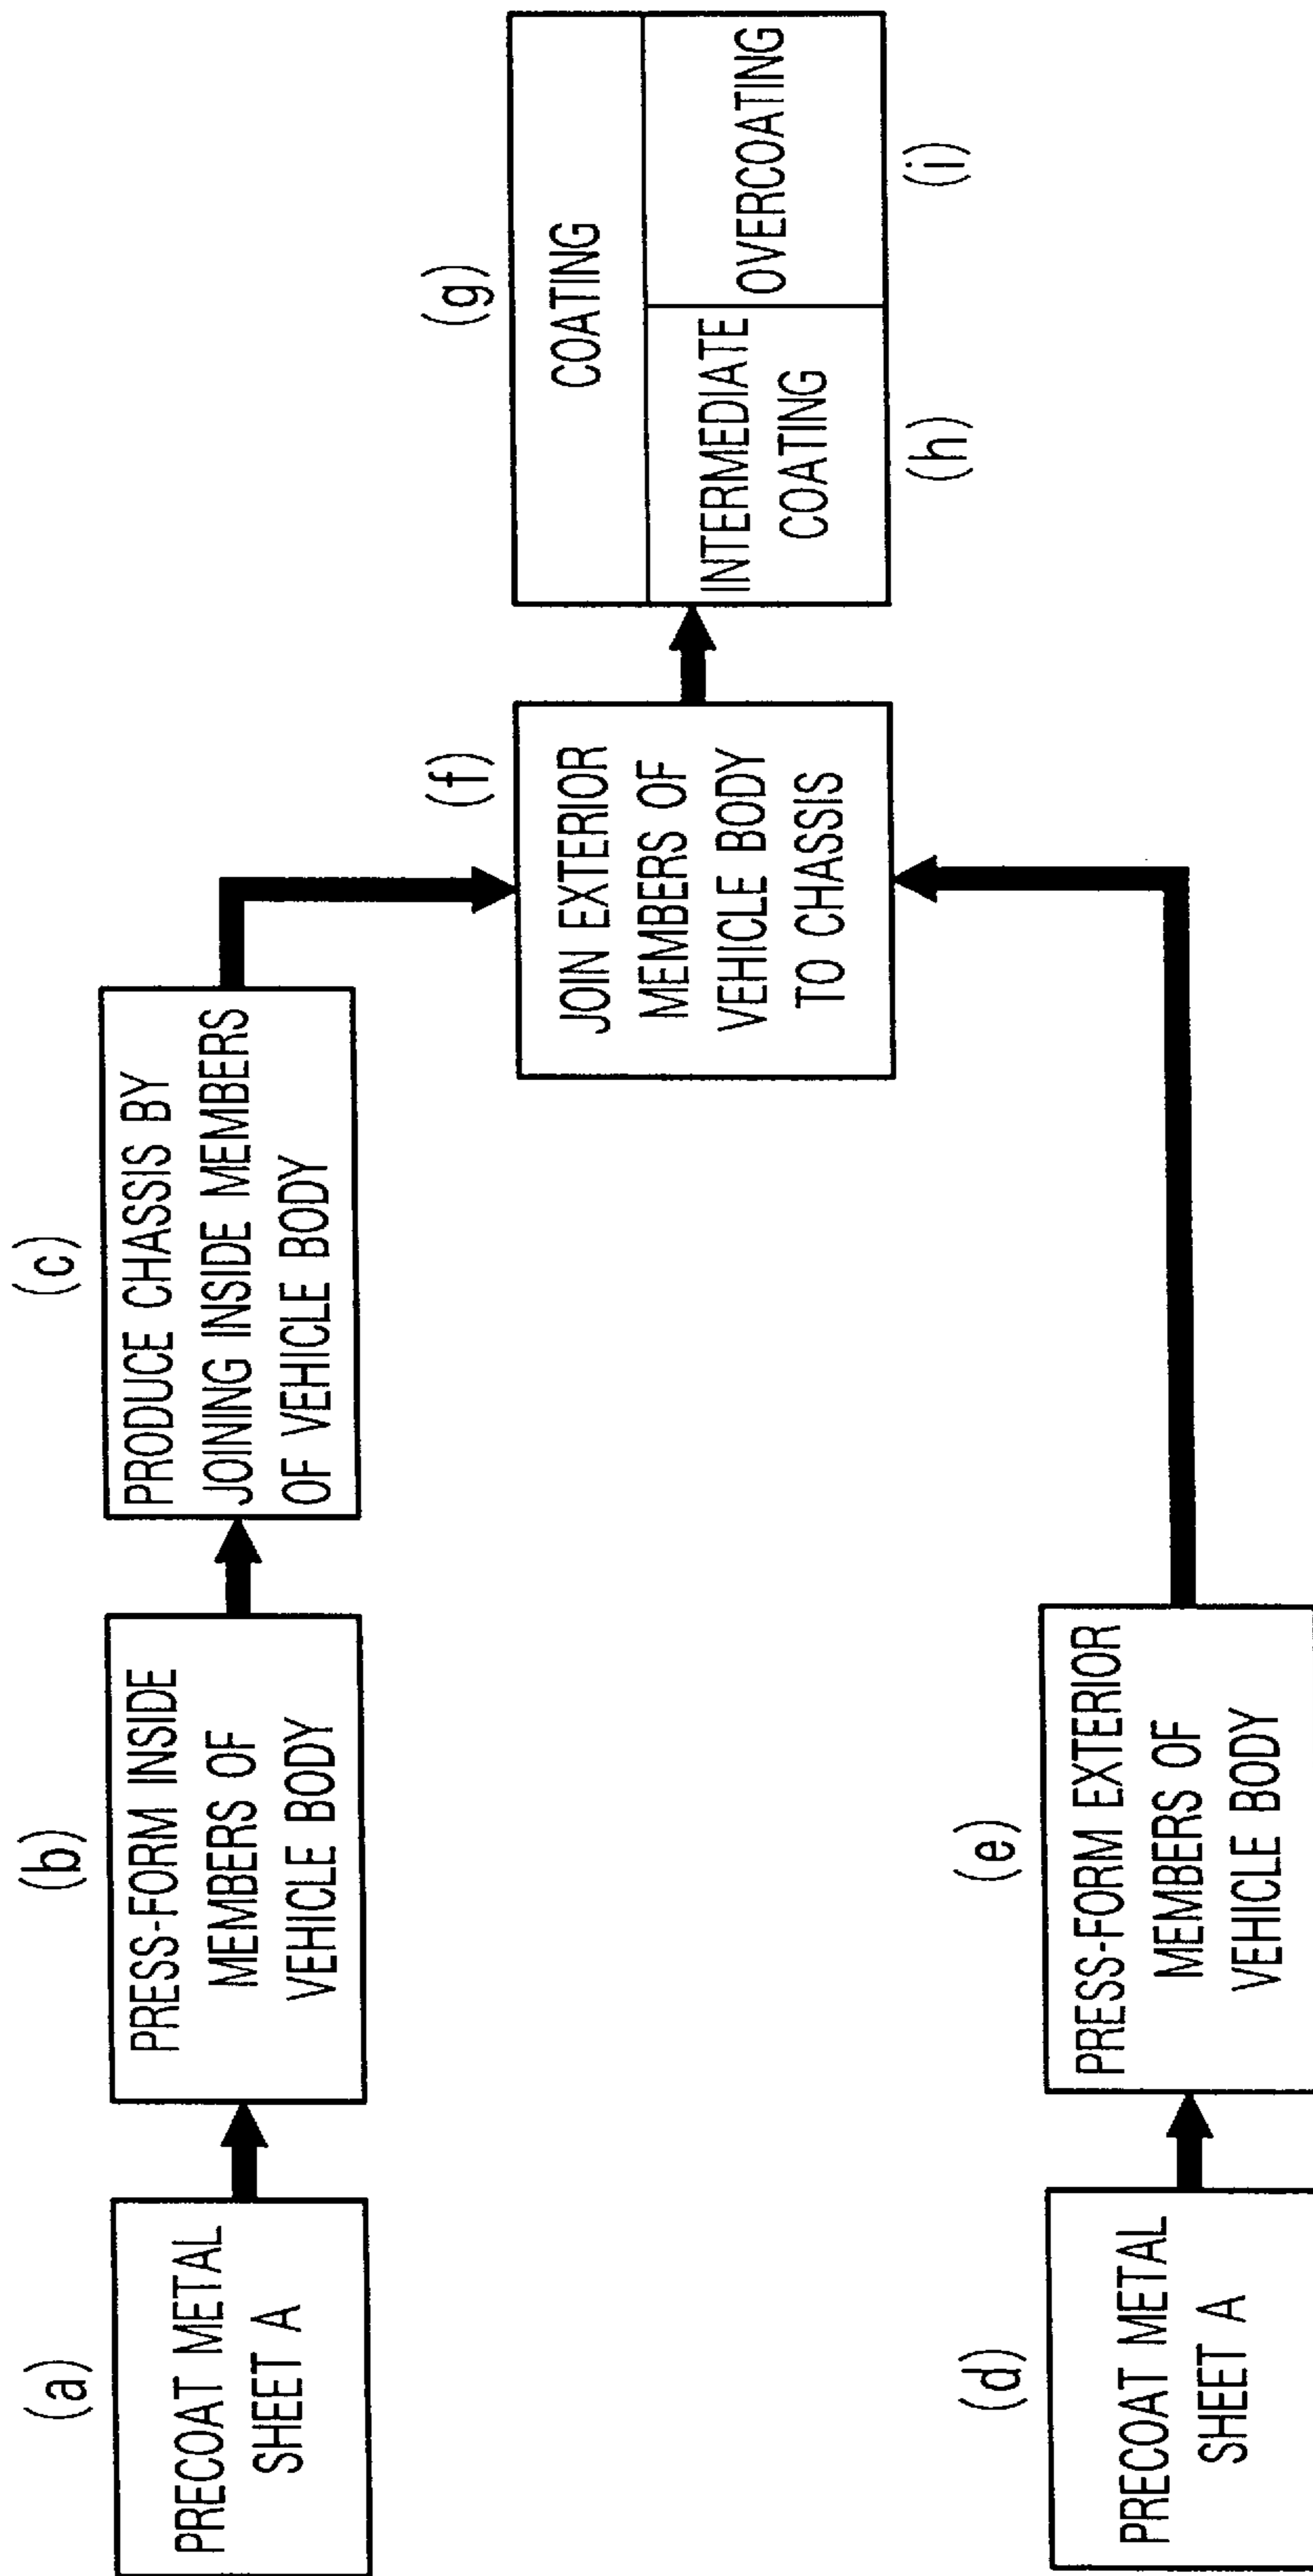 (a)
PRECOAT METAL
SHEET A
(b)
PRESS-FORM INSIDE
MEMBERS OF
VEHICLE BODY
(c)
PRODUCE CHASSIS BY
JOINING INSIDE MEMBERS
OF VEHICLE BODY
(d)
PRECOAT METAL
SHEET A
(e)
PRESS-FORM EXTERIOR
MEMBERS OF
VEHICLE BODY
(f)
JOIN EXTERIOR
MEMBERS OF
VEHICLE BODY
TO CHASSIS
(g)
COATING
INTERMEDIATE
COATING
(h)
OVERCOATING
(i)